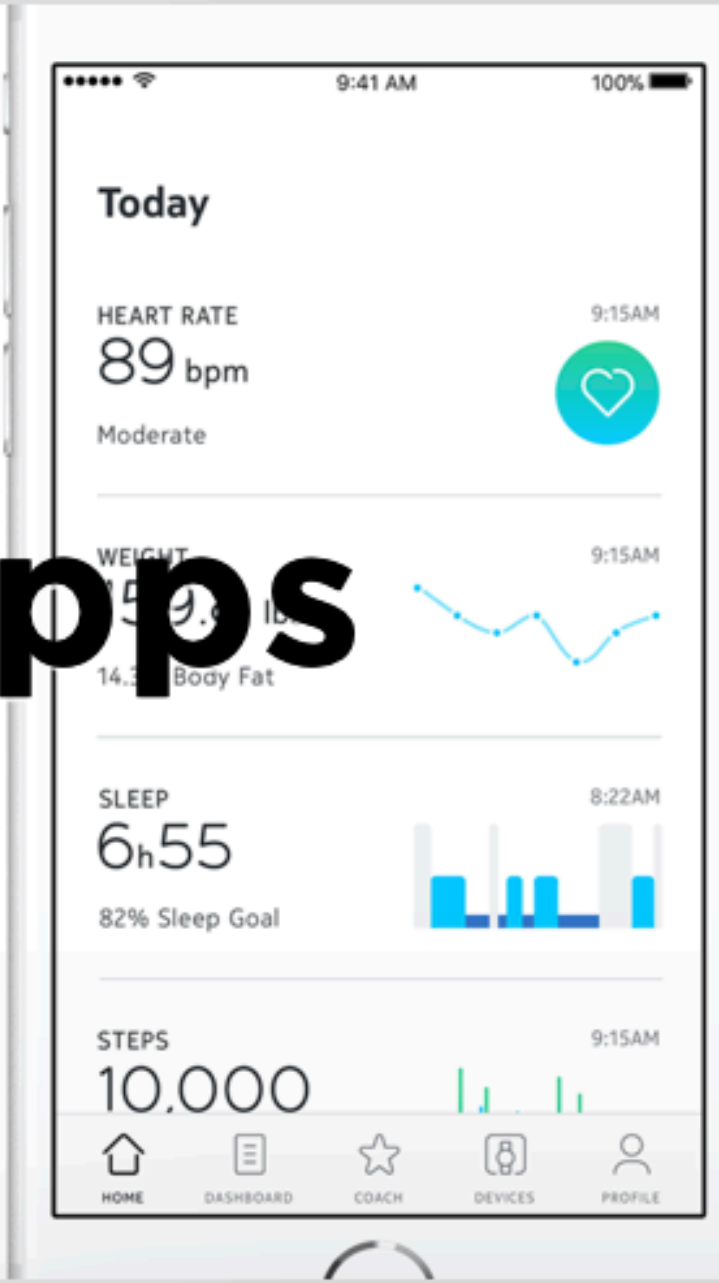 9:41 AM 100%
Today
HEART RATE 9:15AM
89 bpm
Moderate
WEIGHT 9:15AM
pps
Body Fat
SLEEP 8:22AM
6h55
82% Sleep Goal
STEPS 9:15AM
10,000
HOME DASHBOARD COACH DEVICES PROFILE